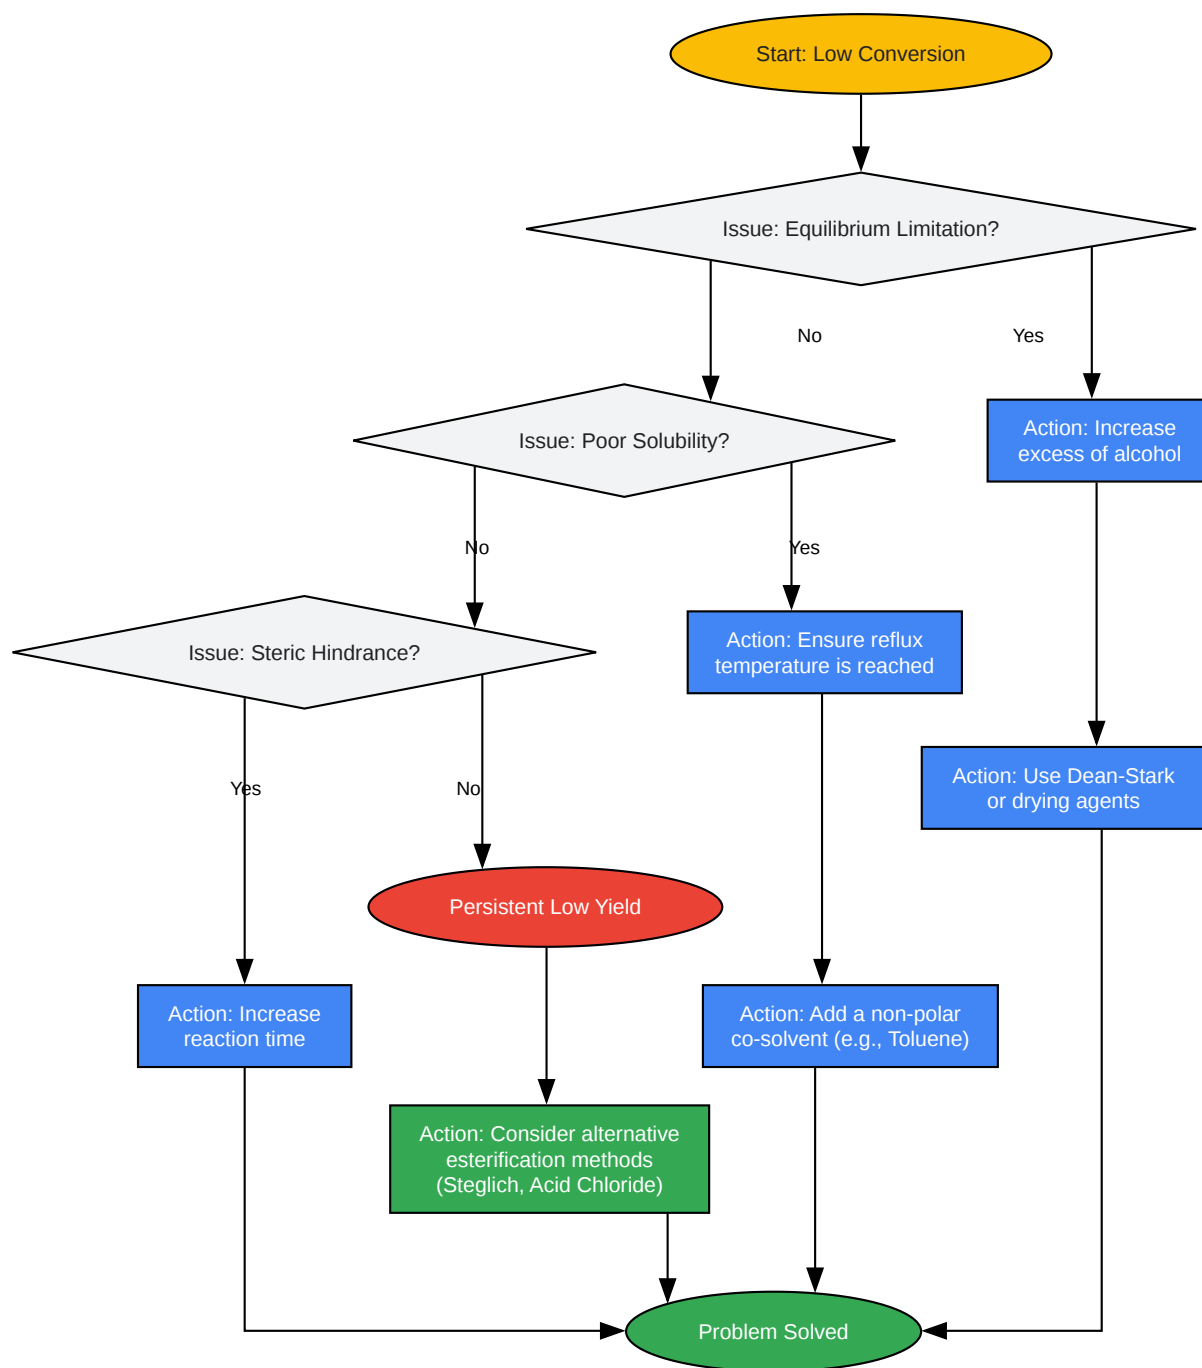 Start: Low Conversion
Issue: Equilibrium Limitation?
No
Yes
Action: Increase
excess of alcohol
Issue: Poor Solubility?
No
Yes
Action: Ensure reflux
temperature is reached
Issue: Steric Hindrance?
Yes
No
Action: Use Dean-Stark
or drying agents
Persistent Low Yield
Action: Increase
reaction time
Action: Add a non-polar
co-solvent (e.g., Toluene)
Action: Consider alternative
esterification methods
(Steglich, Acid Chloride)
Problem Solved